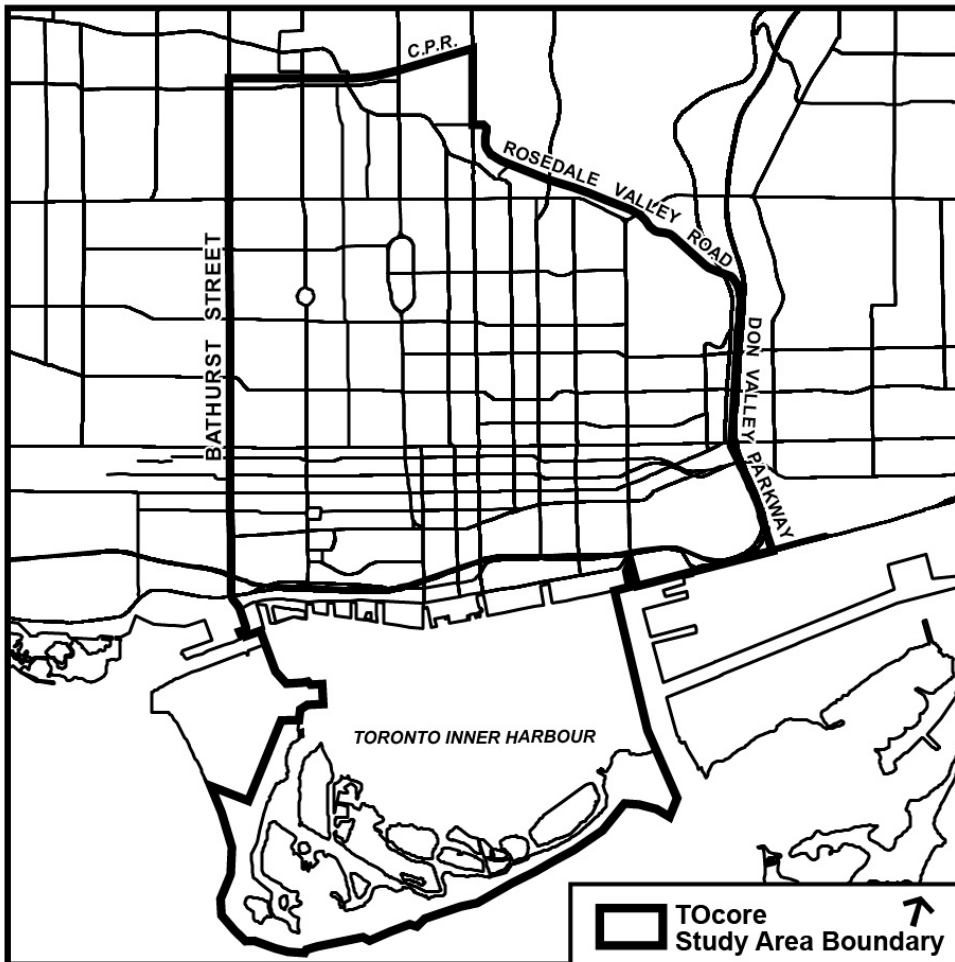 C.P.R.
ROSEDALE VALLEY ROAD
BATHURST STREET
DON VALLEY PARKWAY
TORONTO INNER HARBOUR
TOcore
Study Area Boundary